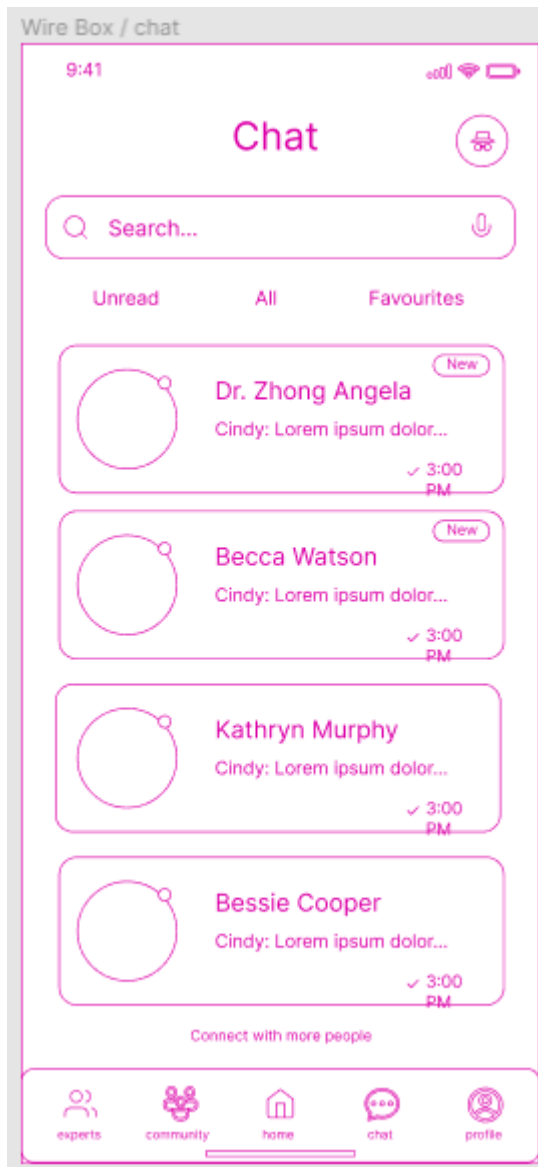 Wire Box / chat
9:41
Chat
Search...
Unread All Favourites
New
Dr. Zhong Angela
Cindy: Lorem ipsum dolor...
✓ 3:00
PM
New
Becca Watson
Cindy: Lorem ipsum dolor...
✓ 3:00
PM
Kathryn Murphy
Cindy: Lorem ipsum dolor...
✓ 3:00
PM
Bessie Cooper
Cindy: Lorem ipsum dolor...
✓ 3:00
PM
Connect with more people
experts community home chat profile